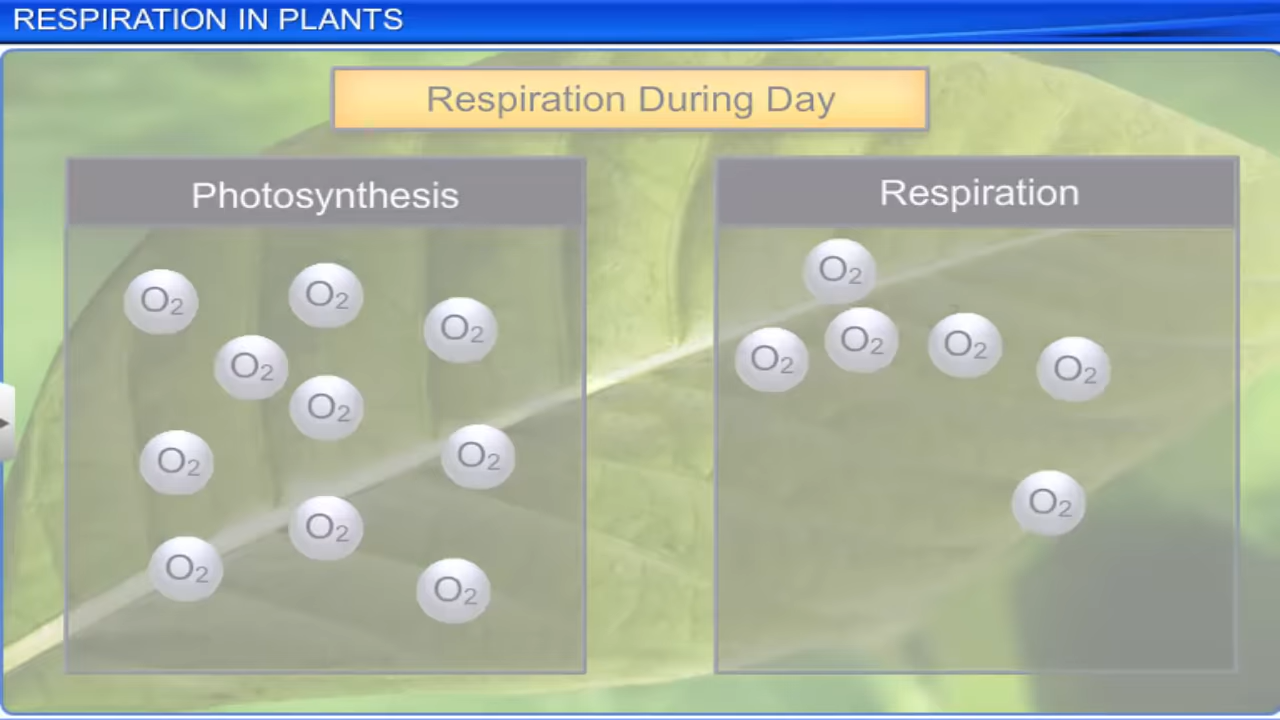 RESPIRATION IN PLANTS
Respiration During Day
Photosynthesis
O₂
O₂
O₂
O₂
O₂
O₂
O₂
O₂
O₂
O₂
Respiration
O₂
O₂
O₂
O₂
O₂
O₂